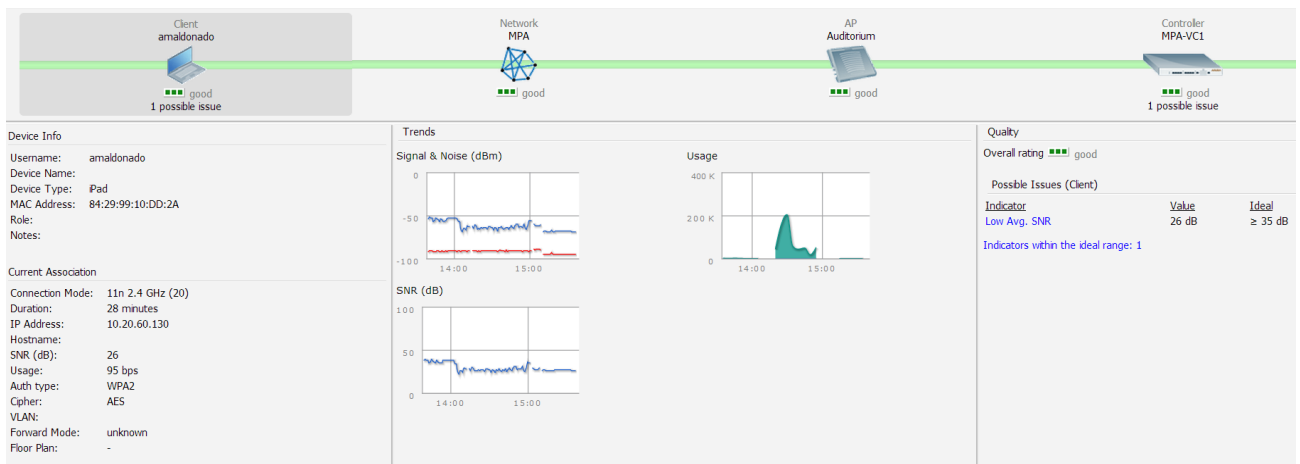 Client
amaldonado
good
1 possible issue
Network
MPA
good
AP
Auditorium
good
Controller
MPA-VC1
good
1 possible issue
Device Info
Username: amaldonado
Device Name:
Device Type: iPad
MAC Address: 84:29:99:10:DD:2A
Role:
Notes:
Current Association
Connection Mode: 11n 2.4 GHz (20)
Duration: 28 minutes
IP Address: 10.20.60.130
Hostname:
SNR (dB): 26
Usage: 95 bps
Auth type: WPA2
Cipher: AES
VLAN:
Forward Mode: unknown
Floor Plan: -
Trends
Signal & Noise (dBm)
0
-50
-100
14:00 15:00
SNR (dB)
100
50
0
14:00 15:00
Usage
400 K
200 K
0
14:00 15:00
Quality
Overall rating good
Possible Issues (Client)
Indicator Value Ideal
Low Avg. SNR 26 dB ≥ 35 dB
Indicators within the ideal range: 1